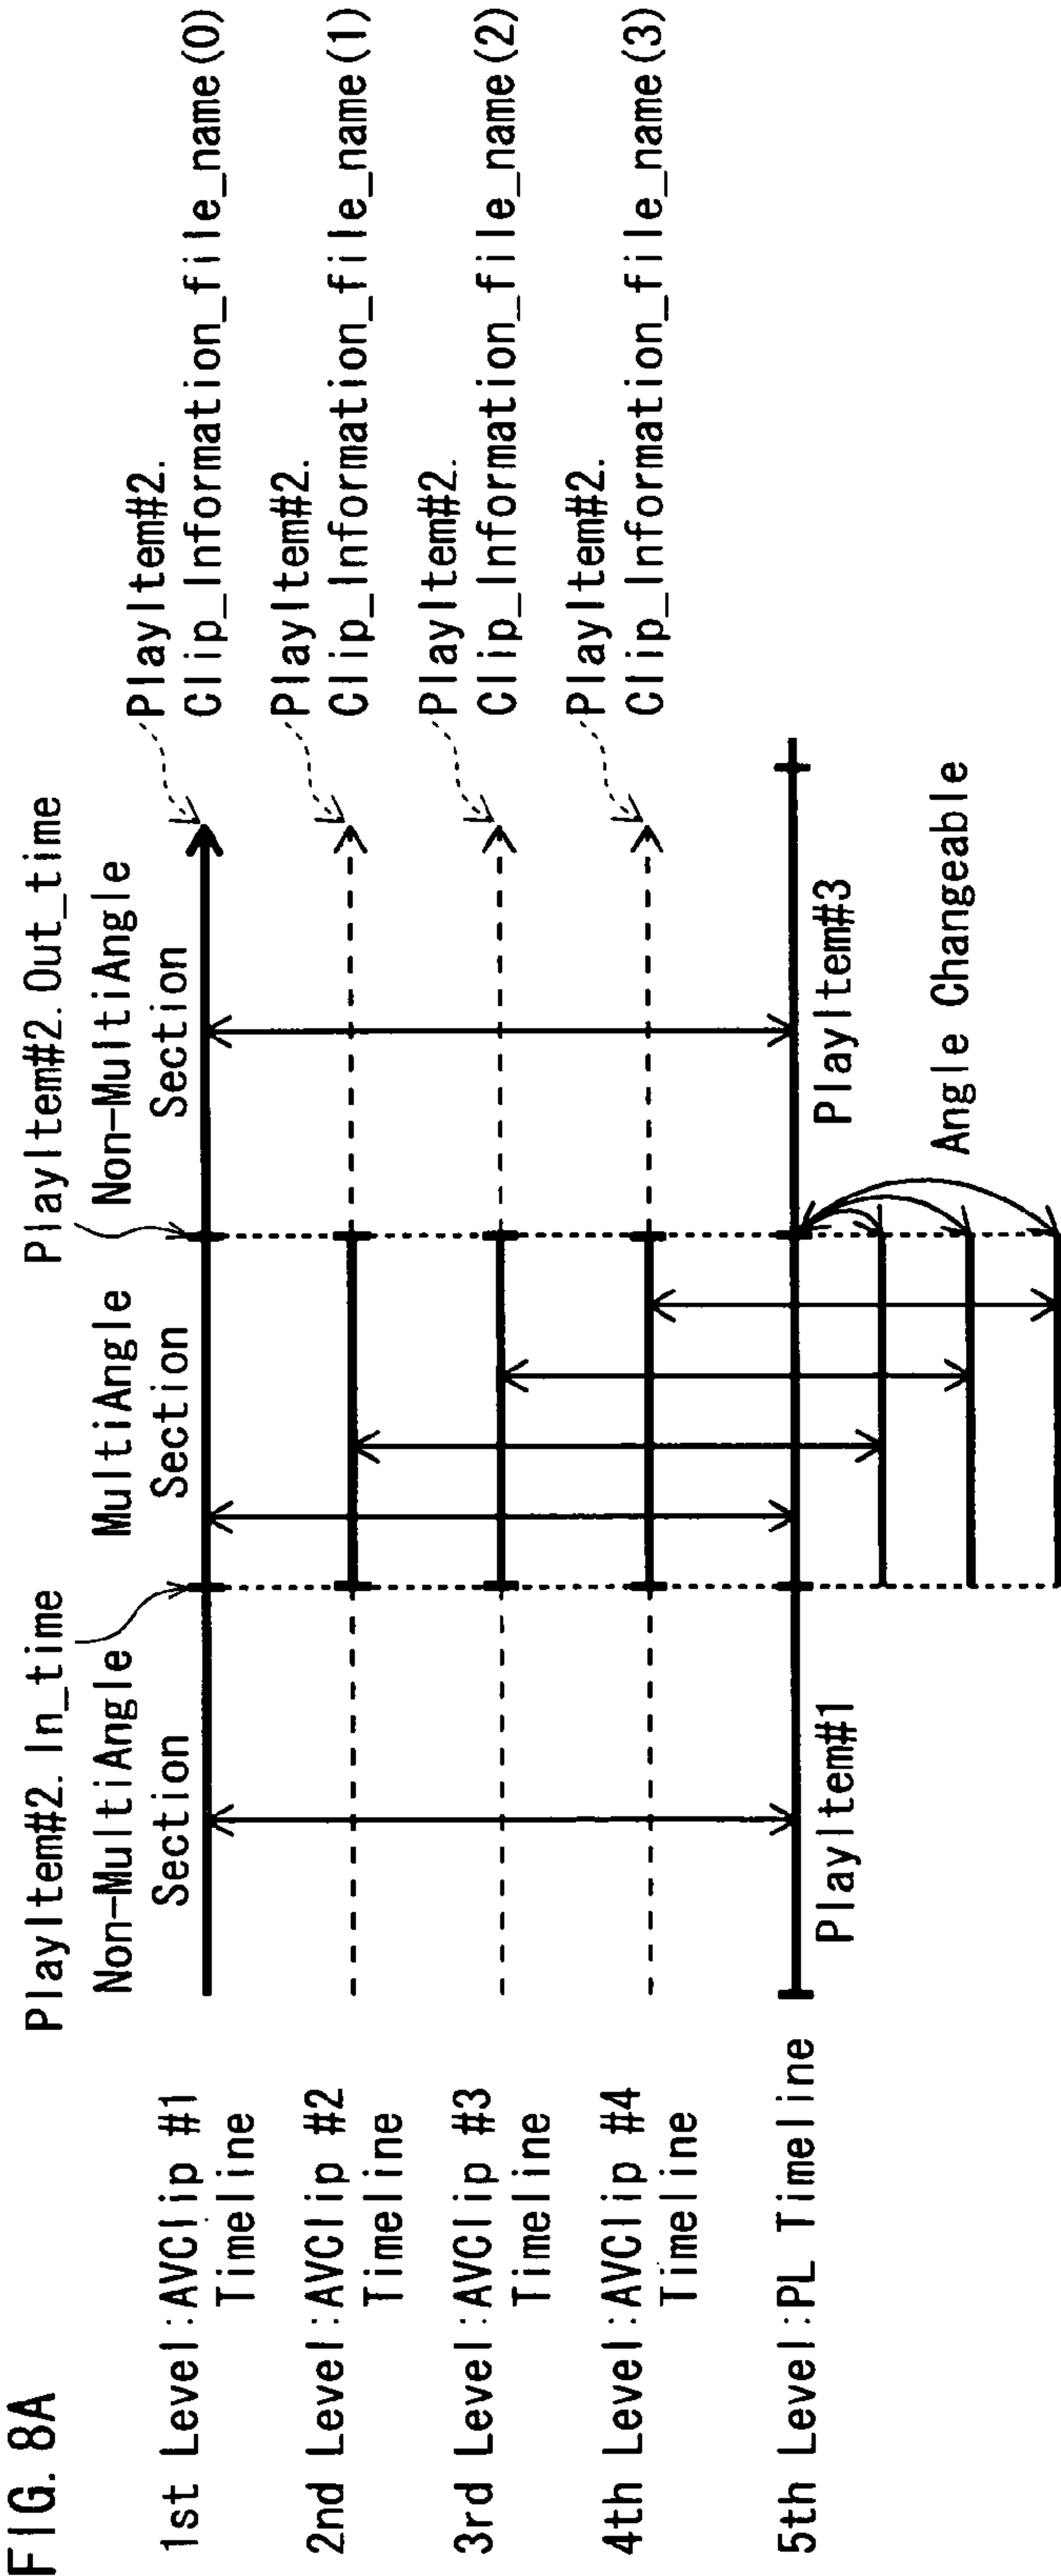 FIG. 8A
PlayItem#2. In_time
PlayItem#2. Out_time
Non-MultiAngle
Section
MultiAngle
Section
Non-MultiAngle
Section
1st Level:AVClip #1
Timeline
PlayItem#2.
Clip_Information_file_name(0)
2nd Level:AVClip #2
Timeline
PlayItem#2.
Clip_Information_file_name(1)
3rd Level:AVClip #3
Timeline
PlayItem#2.
Clip_Information_file_name(2)
4th Level:AVClip #4
Timeline
PlayItem#2.
Clip_Information_file_name(3)
5th Level:PL Timeline
PlayItem#1
PlayItem#3
Angle Changeable